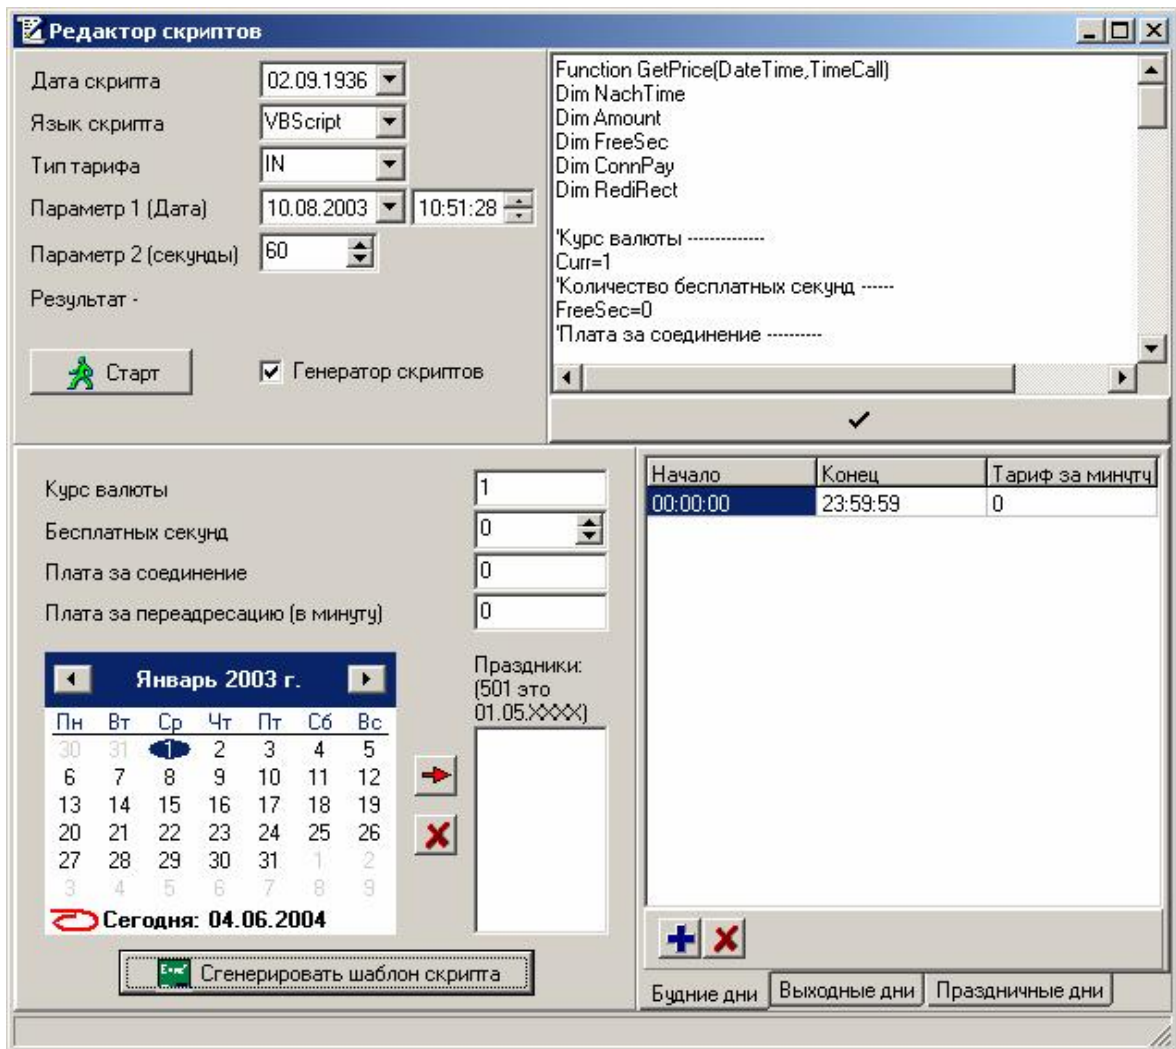 Редактор скриптов
Дата скрипта 02.09.1936
Язык скрипта VBScript
Тип тарифа IN
Параметр 1 (Дата) 10.08.2003 10:51:28
Параметр 2 (секунды) 60
Результат -
Старт
Генератор скриптов
Function GetPrice(DateTime,TimeCall)
Dim NachTime
Dim Amount
Dim FreeSec
Dim ConnPay
Dim RediRect
'Курс валюты -------------
Curr=1
'Количество бесплатных секунд ------
FreeSec=0
'Плата за соединение ----------
Курс валюты 1
Бесплатных секунд 0
Плата за соединение 0
Плата за переадресацию (в минуту) 0
Январь 2003 г.
Пн Вт Ср Чт Пт Сб Вс
30 31 1 2 3 4 5
6 7 8 9 10 11 12
13 14 15 16 17 18 19
20 21 22 23 24 25 26
27 28 29 30 31 1 2
3 4 5 6 7 8 9
Сегодня: 04.06.2004
Праздники:
(501 это
01.05.XXXX)
Сгенерировать шаблон скрипта
Начало Конец Тариф за минуту
00:00:00 23:59:59 0
Будние дни Выходные дни Праздничные дни